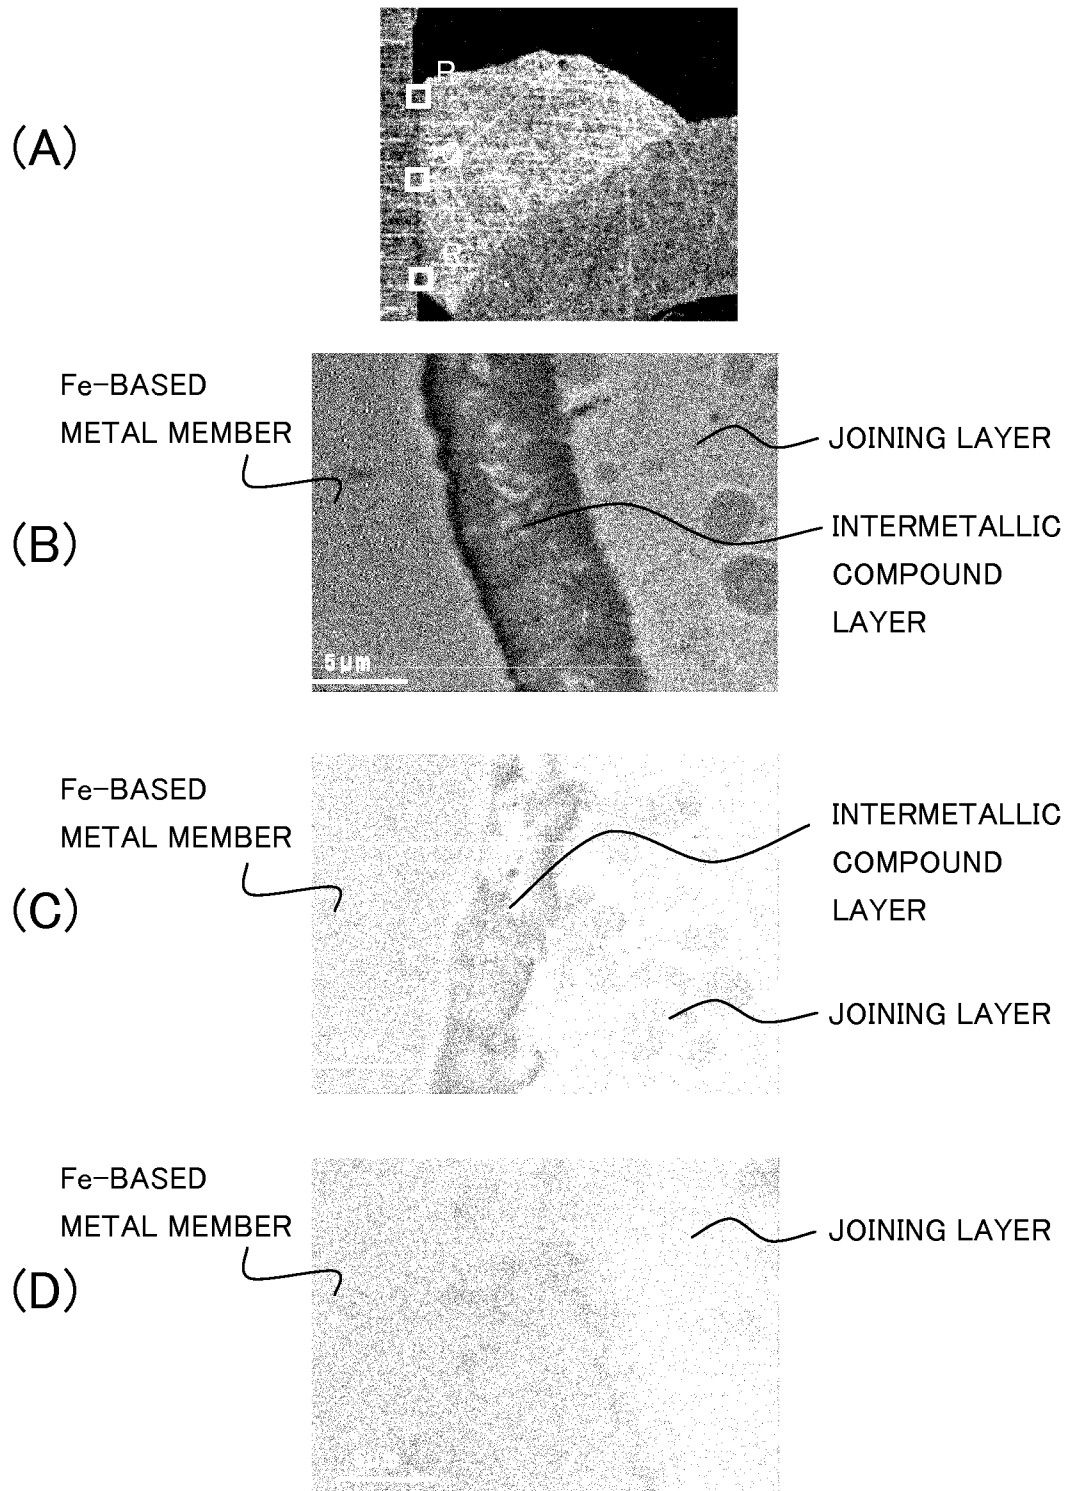 (A)
R
R
Fe-BASED
METAL MEMBER
(B)
JOINING LAYER
INTERMETALLIC
COMPOUND
LAYER
5μm
Fe-BASED
METAL MEMBER
(C)
INTERMETALLIC
COMPOUND
LAYER
JOINING LAYER
Fe-BASED
METAL MEMBER
(D)
JOINING LAYER